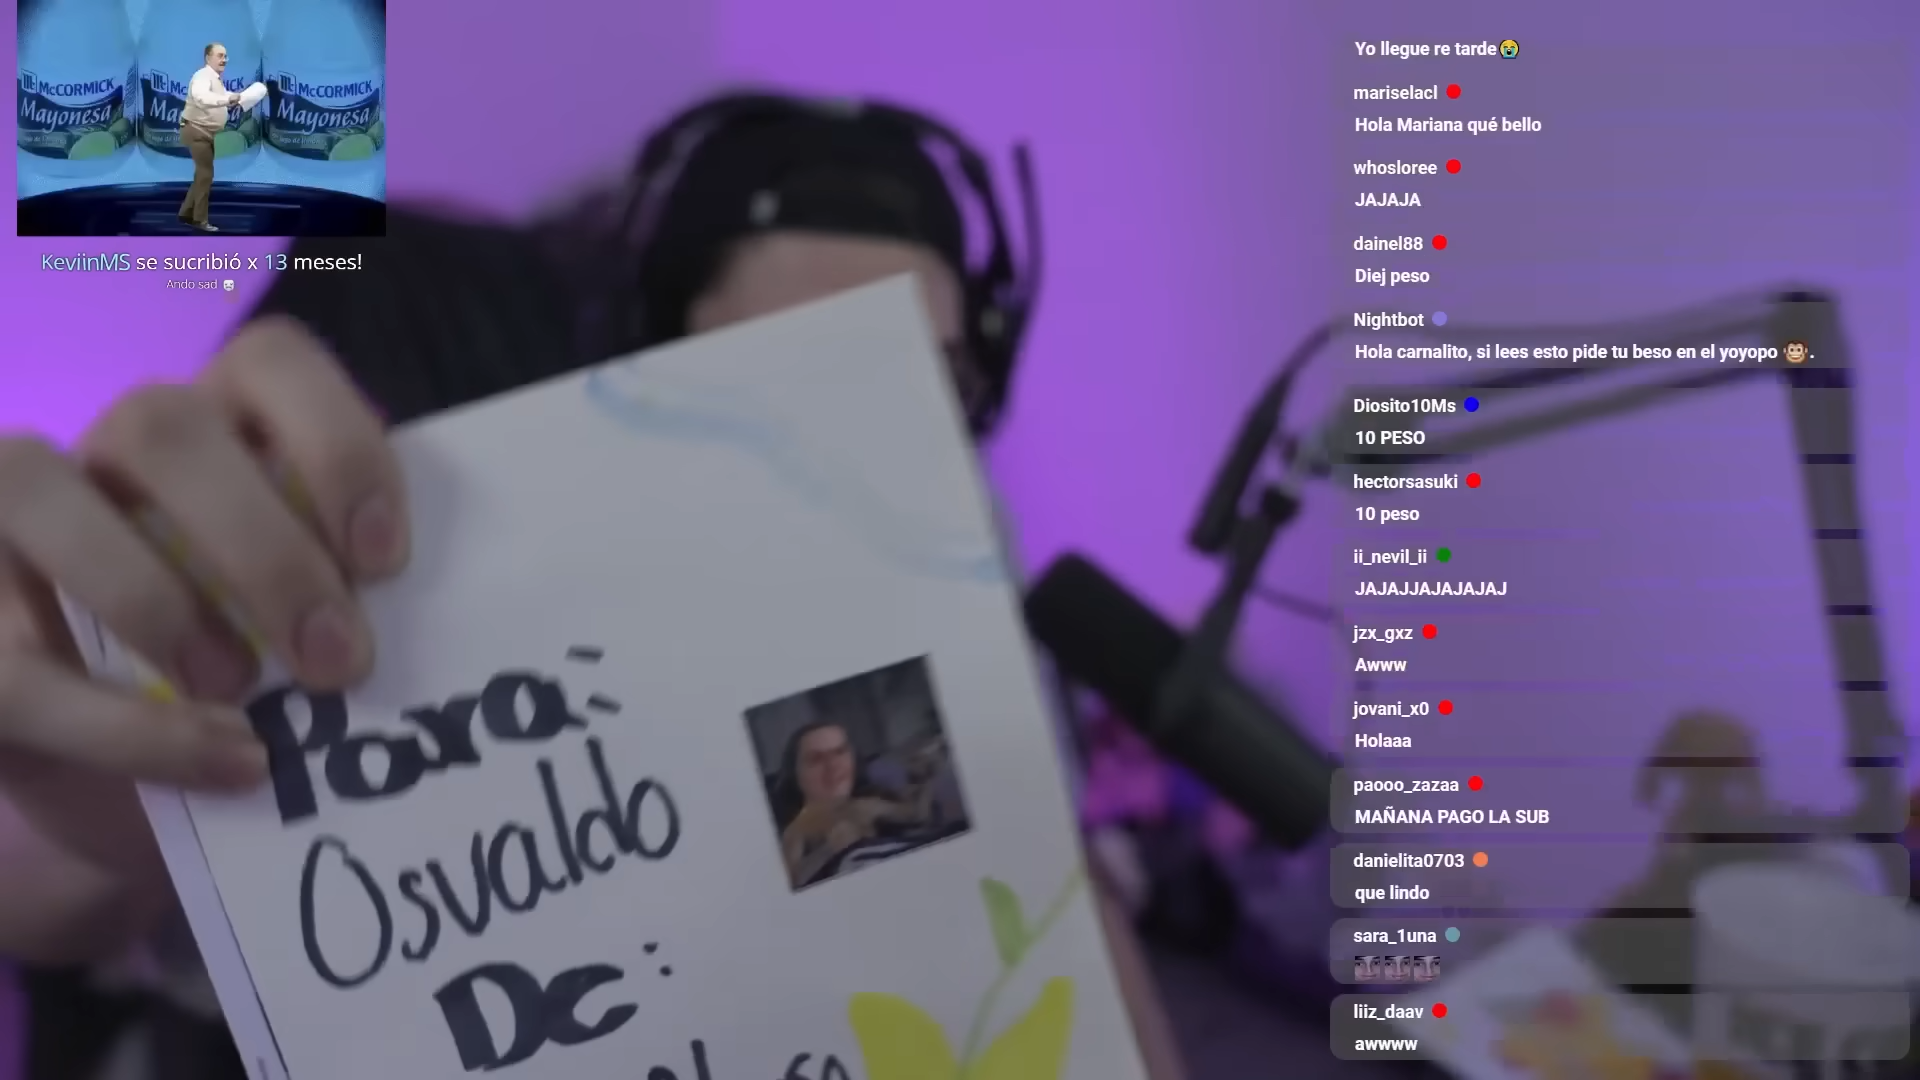 McCORMICK
Mayonesa
McCORMICK
Mayonesa
KeviinMS se sucribió x 13 meses!
Ando sad
Para:
Osvaldo
De:
Yo llegue re tarde😭
mariselacl
Hola Mariana qué bello
whosloree
JAJAJA
dainel88
Diej peso
Nightbot
Hola carnalito, si lees esto pide tu beso en el yoyopo 🐵.
Diosito10Ms
10 PESO
hectorsasuki
10 peso
ii_nevil_ii
JAJAJJAJAJAJAJ
jzx_gxz
Awww
jovani_x0
Holaaa
paooo_zazaa
MAÑANA PAGO LA SUB
danielita0703
que lindo
sara_1una
liiz_daav
awwww